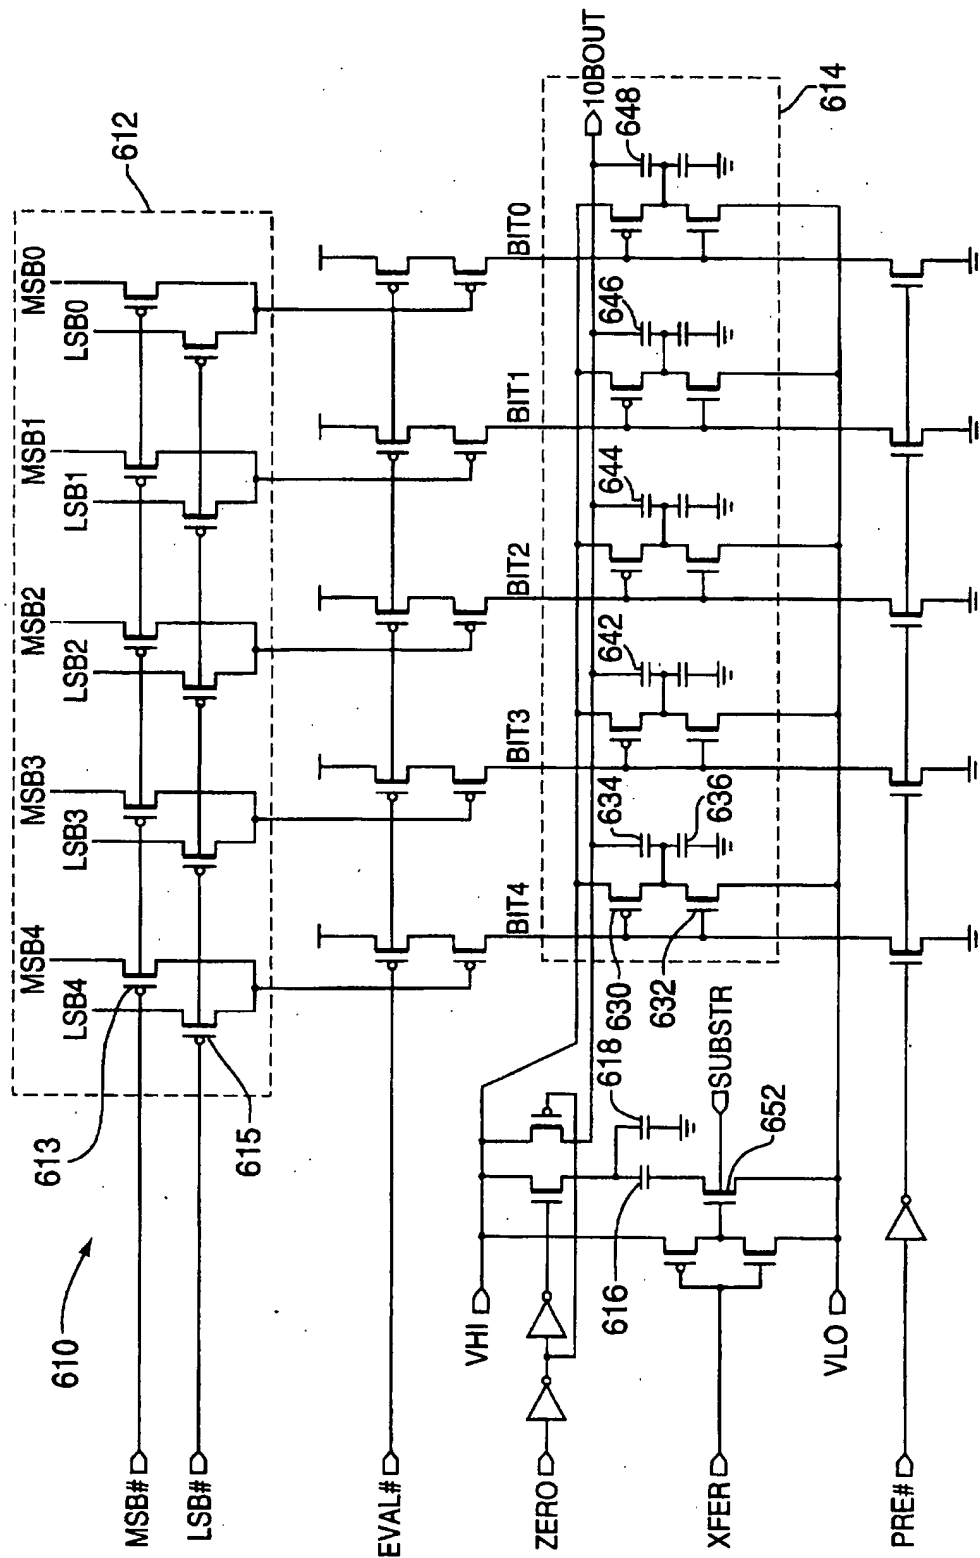 610
612
MSB4
LSB4
MSB3
LSB3
MSB2
LSB2
MSB1
LSB1
MSB0
LSB0
613
615
MSB#
LSB#
EVAL#
BIT4
BIT3
BIT2
BIT1
BIT0
10BOUT
614
VHI
ZERO
XFER
VLO
PRE#
616
618
SUBSTR
652
630
632
634
636
642
644
646
648